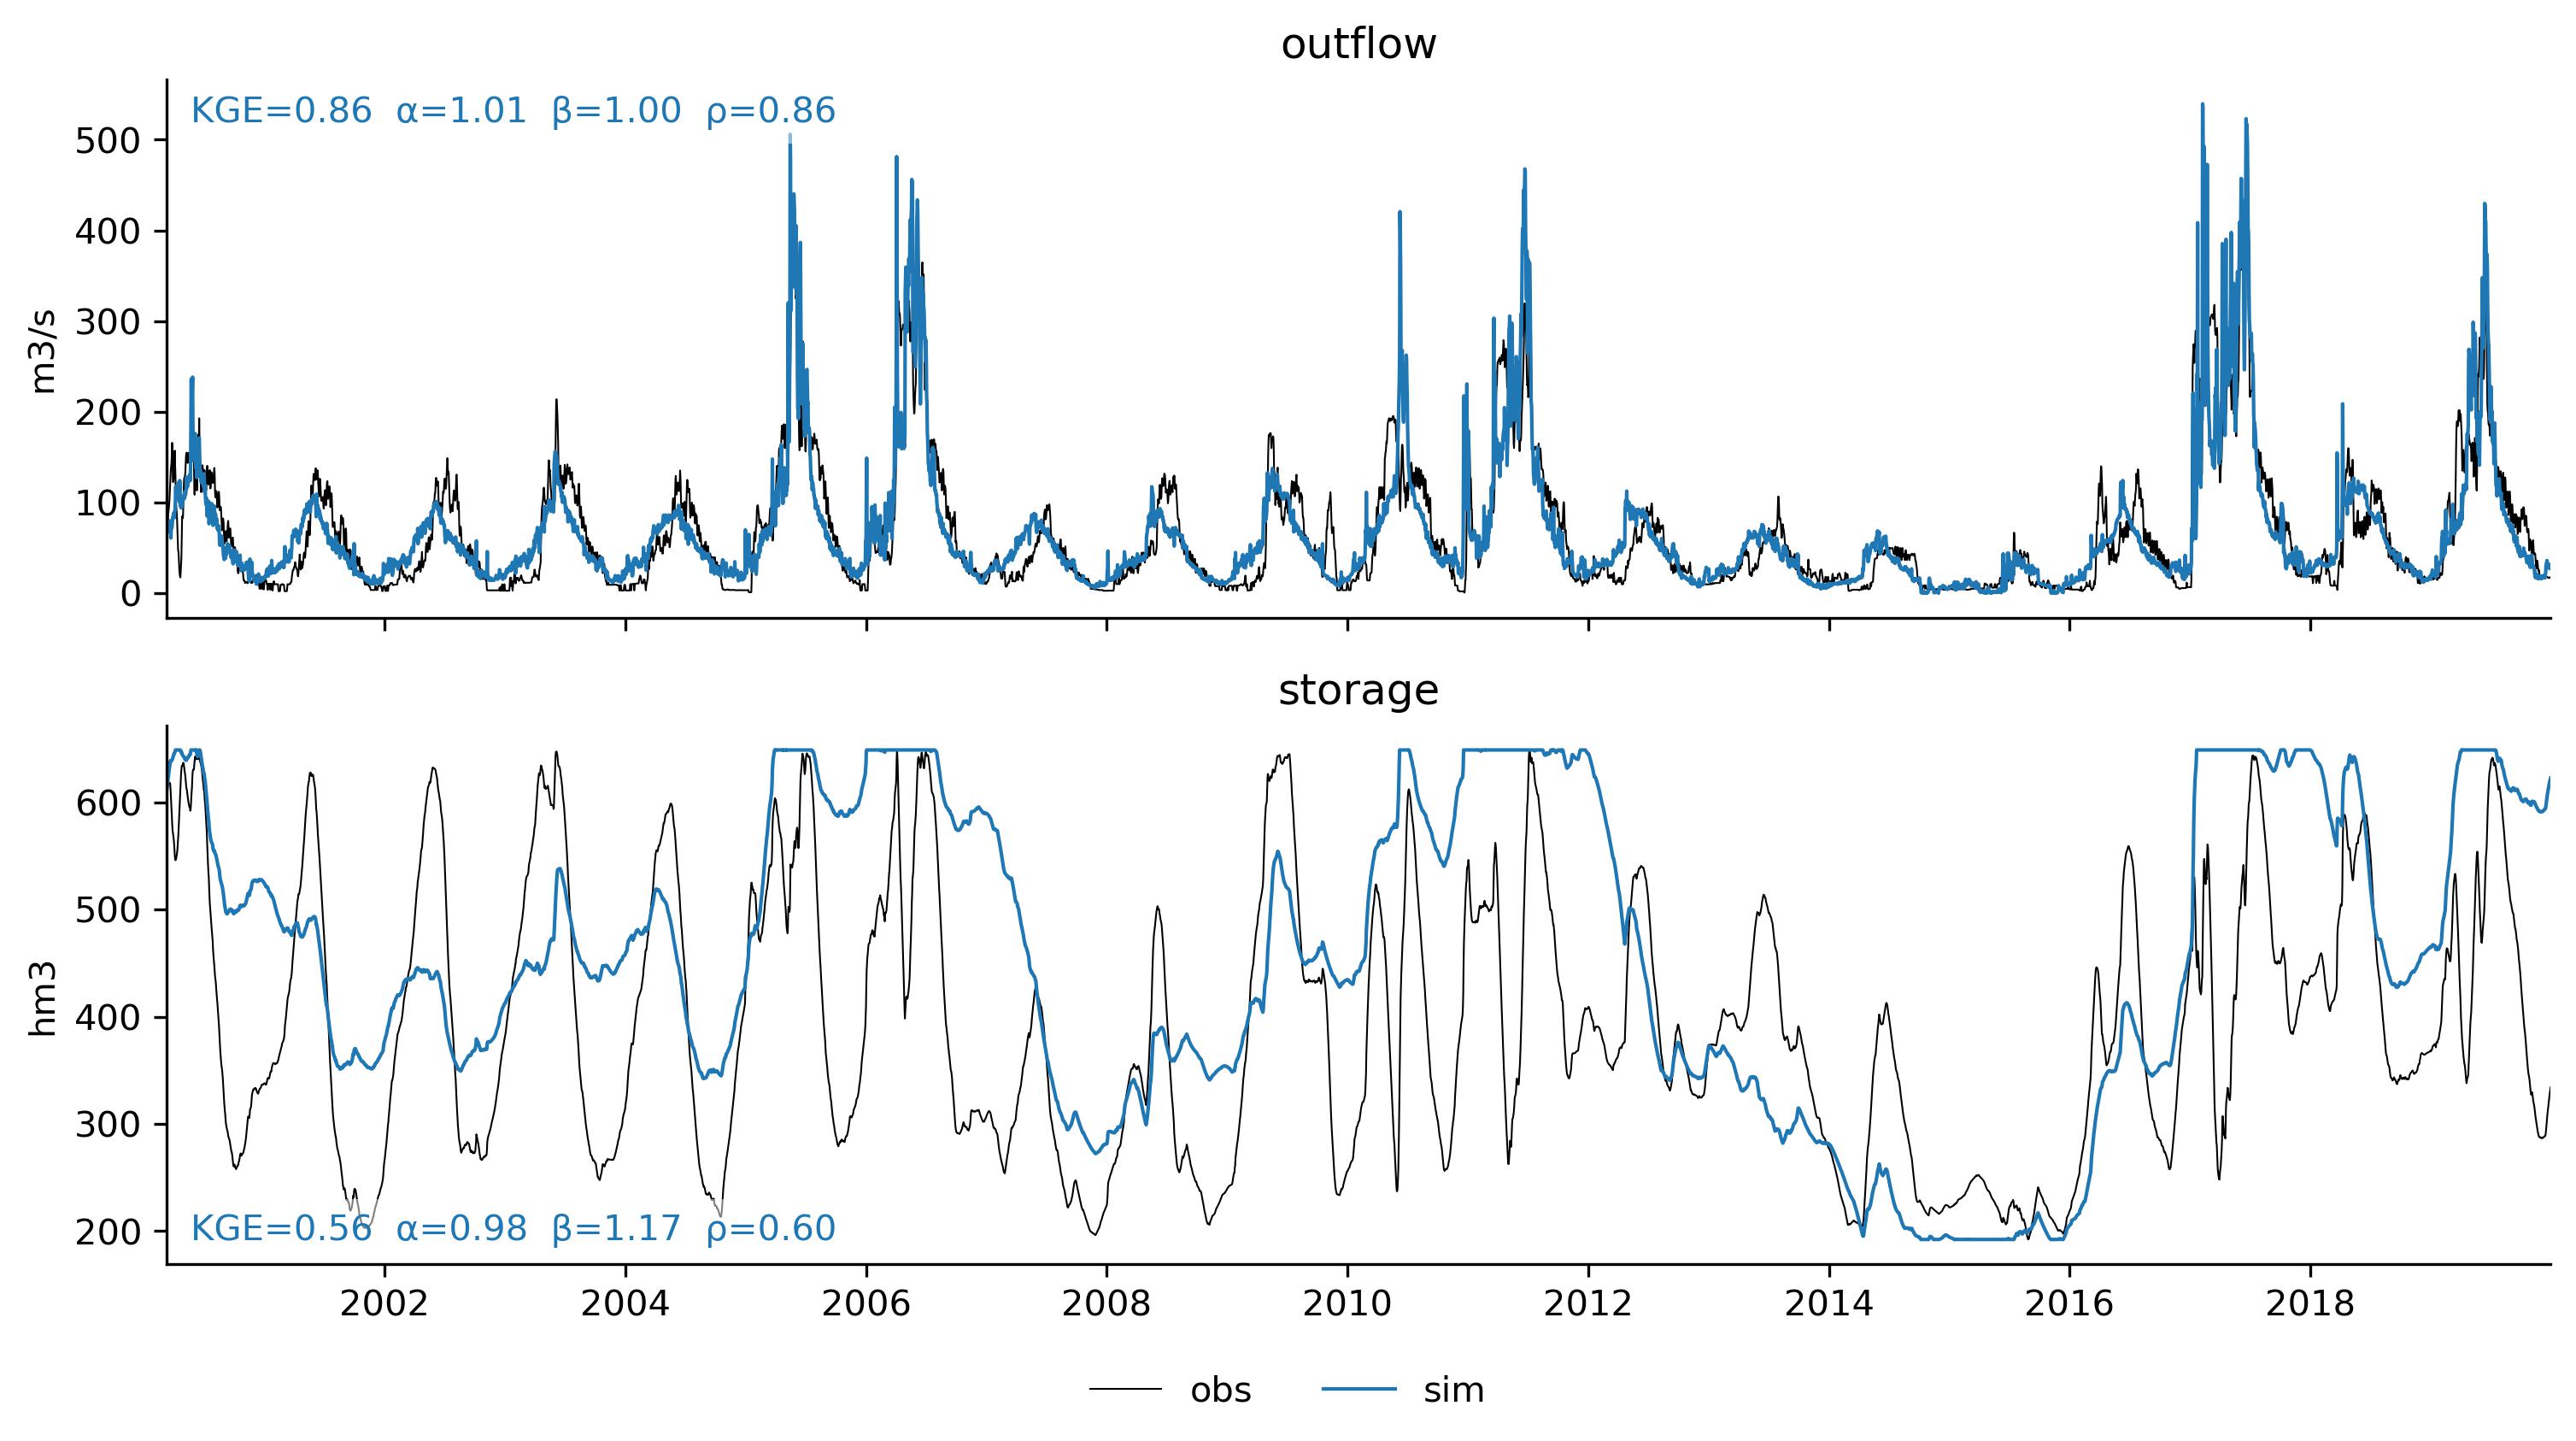 outflow
KGE=0.86 α=1.01 β=1.00 ρ=0.86
500
400
300
200
100
0
m3/s
storage
600
500
400
300
200
hm3
KGE=0.56 α=0.98 β=1.17 ρ=0.60
2002 2004 2006 2008 2010 2012 2014 2016 2018
obs sim